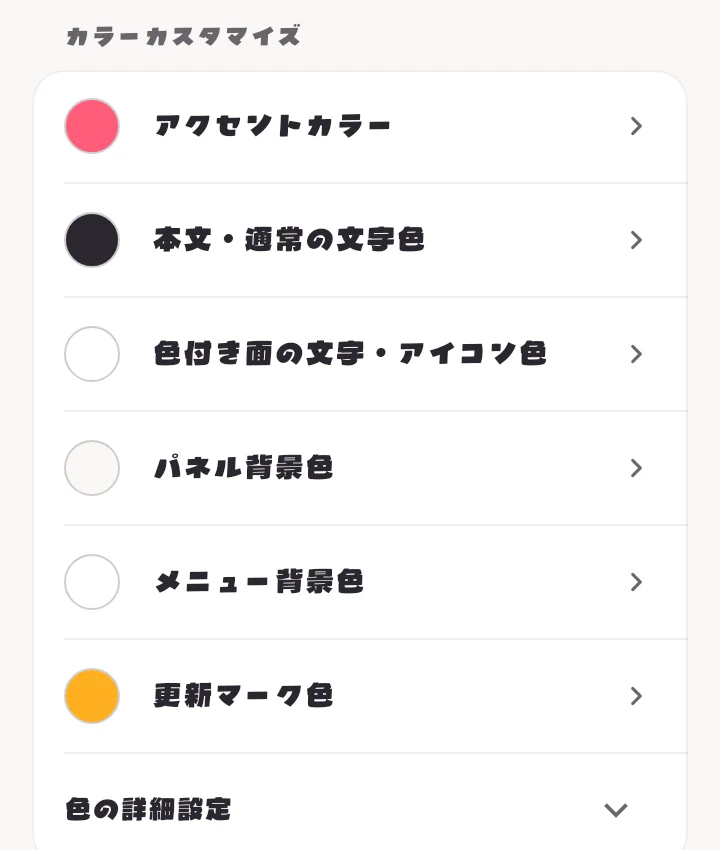 カラーカスタマイズ
アクセントカラー
本文・通常の文字色
色付き面の文字・アイコン色
パネル背景色
メニュー背景色
更新マーク色
色の詳細設定